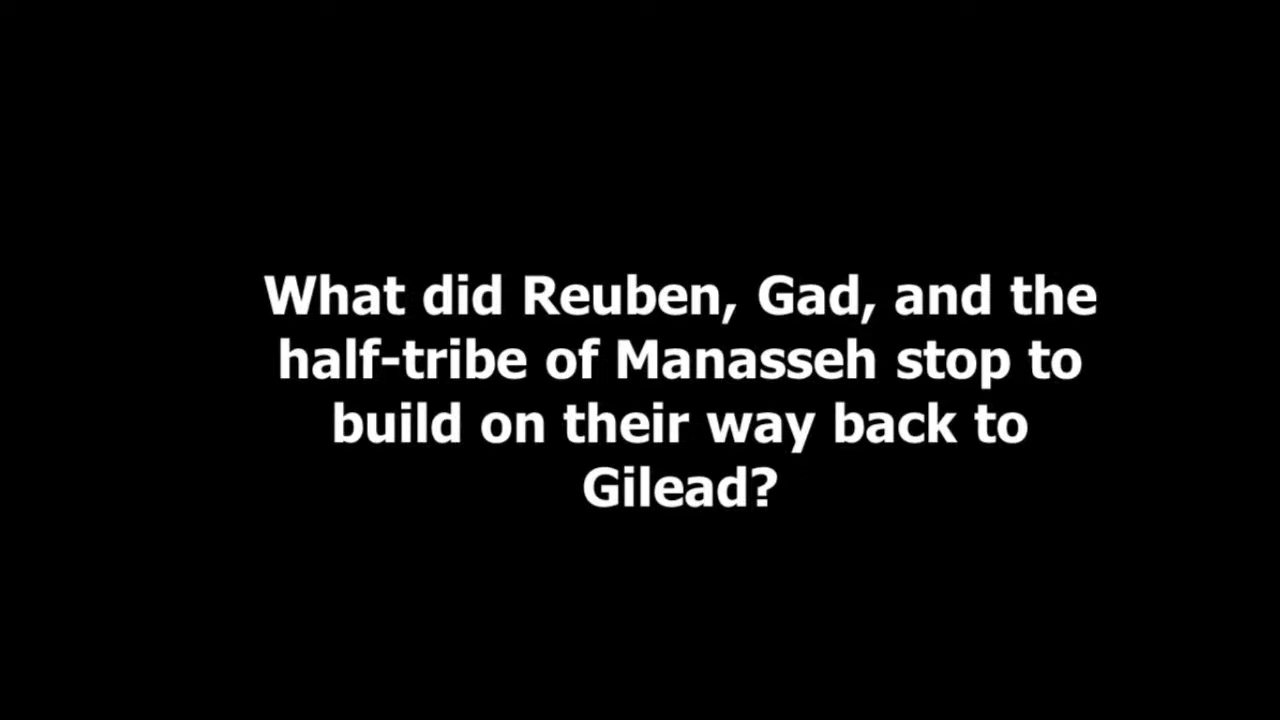 What did Reuben, Gad, and the
half-tribe of Manasseh stop to
build on their way back to
Gilead?